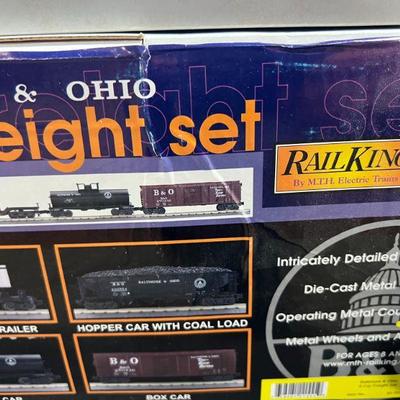 & OHIO
eight set
RAILKING
By M.T.H. Electric Trains
B&O
RAILER
HOPPER CAR WITH COAL LOAD
B & O
BALTIMORE & OHIO
Intricately Detailed
Die-Cast Metal
Operating Metal Cou
Metal Wheels and A
FOR AGES 8 AN
www.mth-railking.
B & O
CAR
BOX CAR